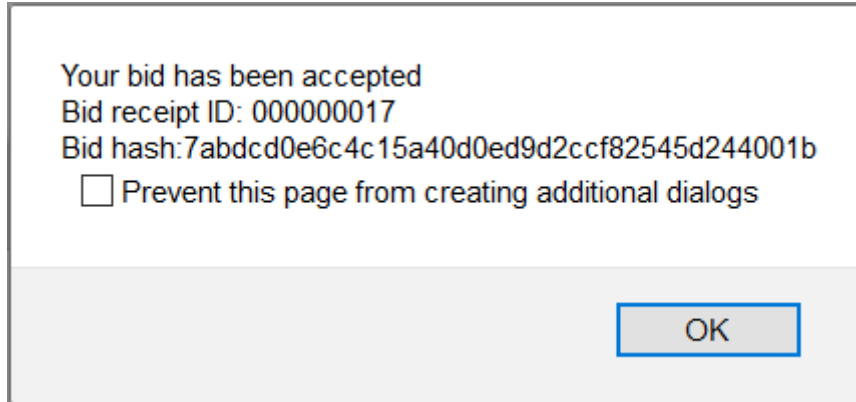 Your bid has been accepted
Bid receipt ID: 000000017
Bid hash:7abdcd0e6c4c15a40d0ed9d2ccf82545d244001b
Prevent this page from creating additional dialogs
OK